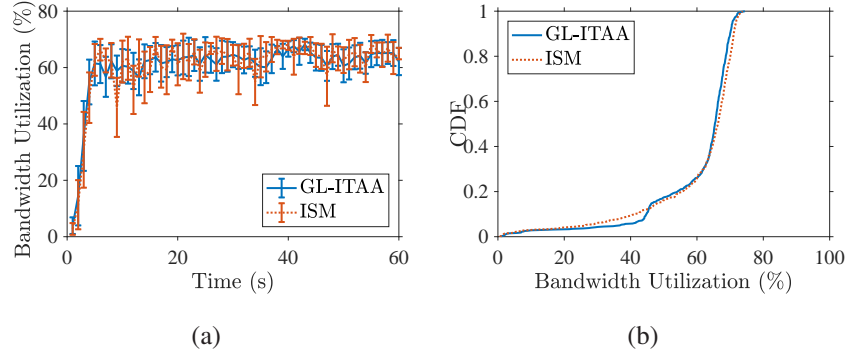 Bandwidth Utilization (%)
80
60
40
20
0
GL-ITAA
ISM
0 20 40 60
Time (s)
(a)
CDF
1
0.8
0.6
0.4
0.2
0
GL-ITAA
ISM
0 20 40 60 80 100
Bandwidth Utilization (%)
(b)